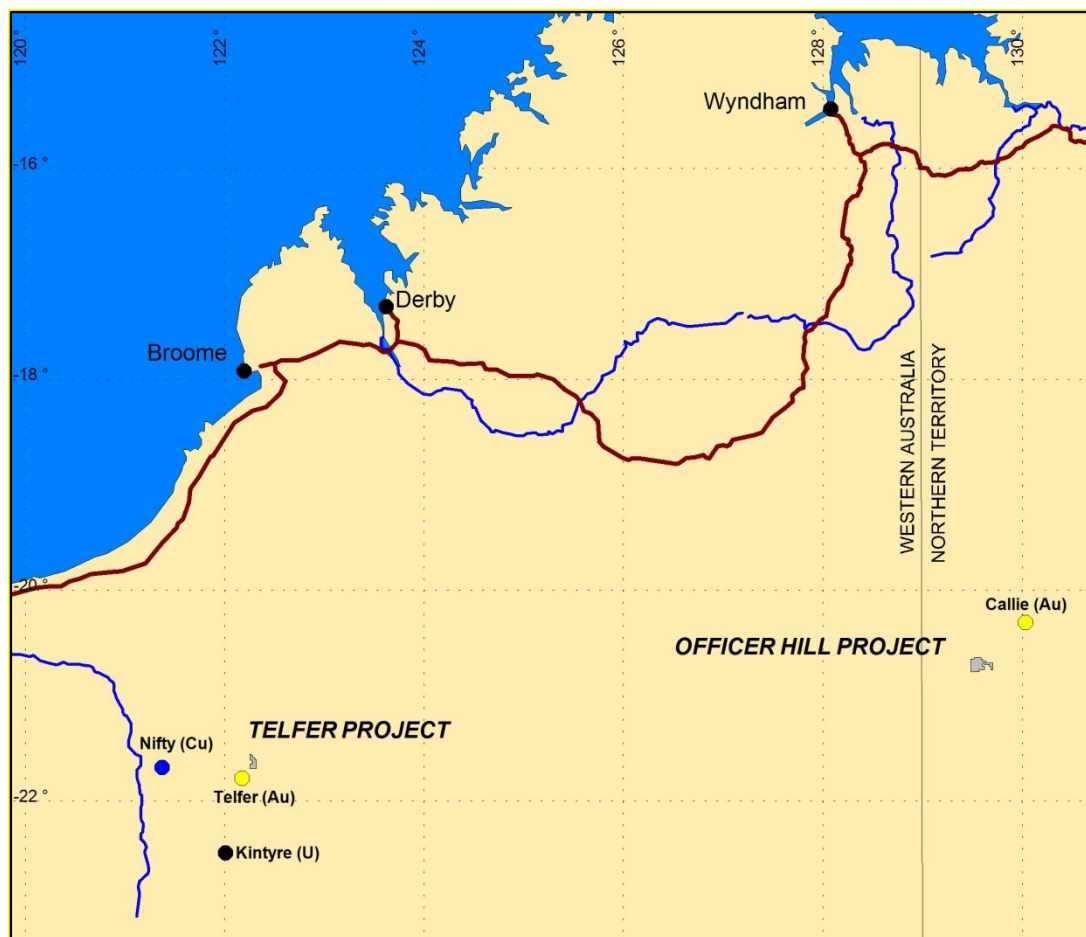 120°
122°
124°
126°
128°
130°
Wyndham
-16°
Derby
Broome
-18°
WESTERN AUSTRALIA
NORTHERN TERRITORY
-20°
Callie (Au)
OFFICER HILL PROJECT
TELFER PROJECT
Nifty (Cu)
Telfer (Au)
-22°
Kintyre (U)